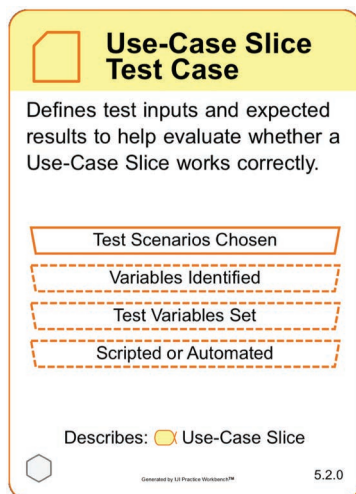 Use-Case Slice
Test Case
Defines test inputs and expected
results to help evaluate whether a
Use-Case Slice works correctly.
Test Scenarios Chosen
Variables Identified
Test Variables Set
Scripted or Automated
Describes: Use-Case Slice
Generated by IJI Practice Workbench™
5.2.0